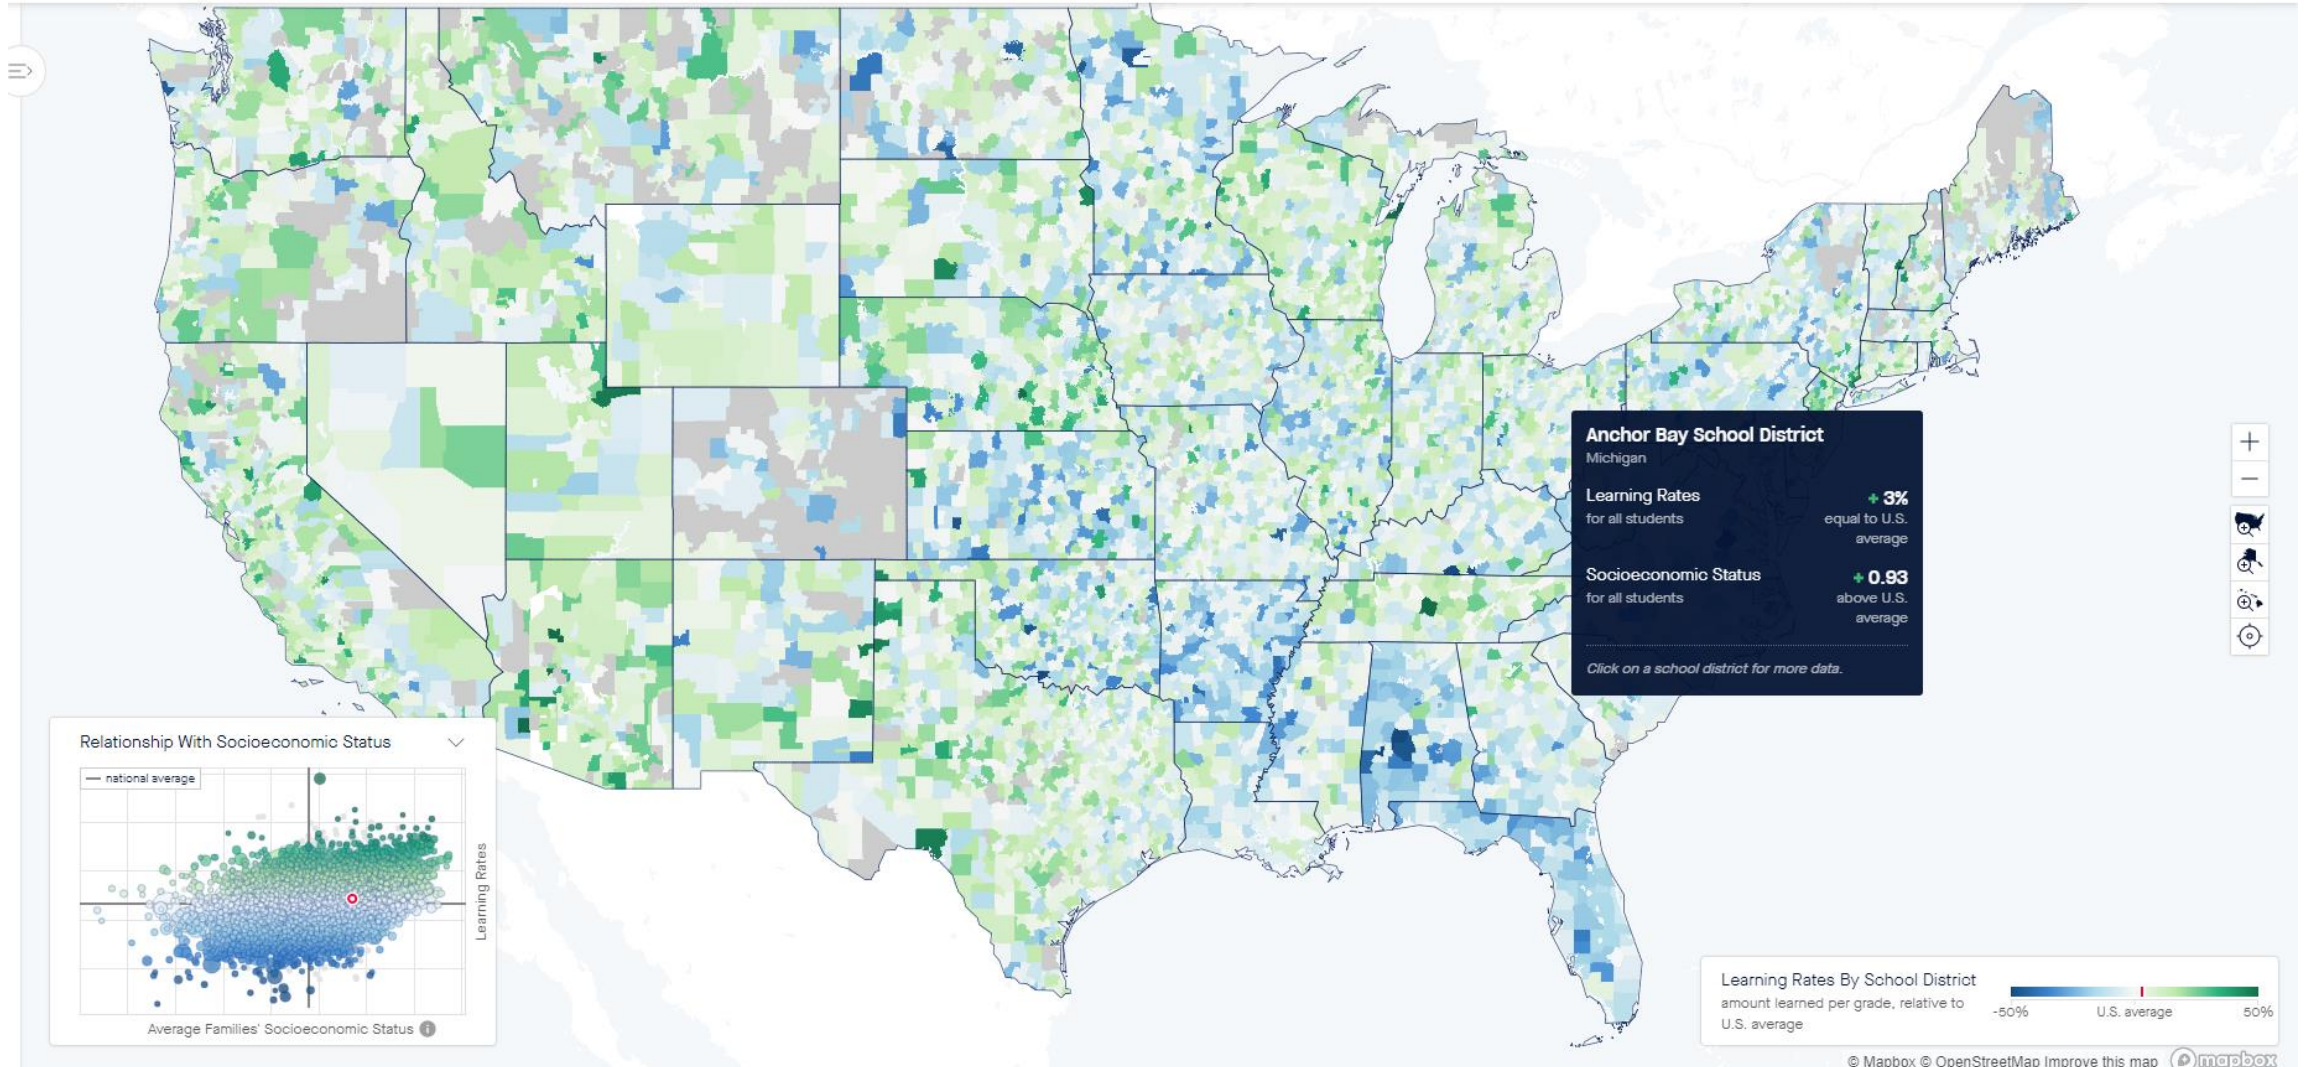 Anchor Bay School District
Michigan
Learning Rates
+ 3%
for all students
equal to U.S.
average
Socioeconomic Status
+ 0.93
for all students
above U.S.
average
Click on a school district for more data.
Relationship With Socioeconomic Status
national average
Learning Rates
Average Families' Socioeconomic Status
Learning Rates By School District
amount learned per grade, relative to
U.S. average
-50%
U.S. average
50%
© Mapbox © OpenStreetMap Improve this map
mapbox